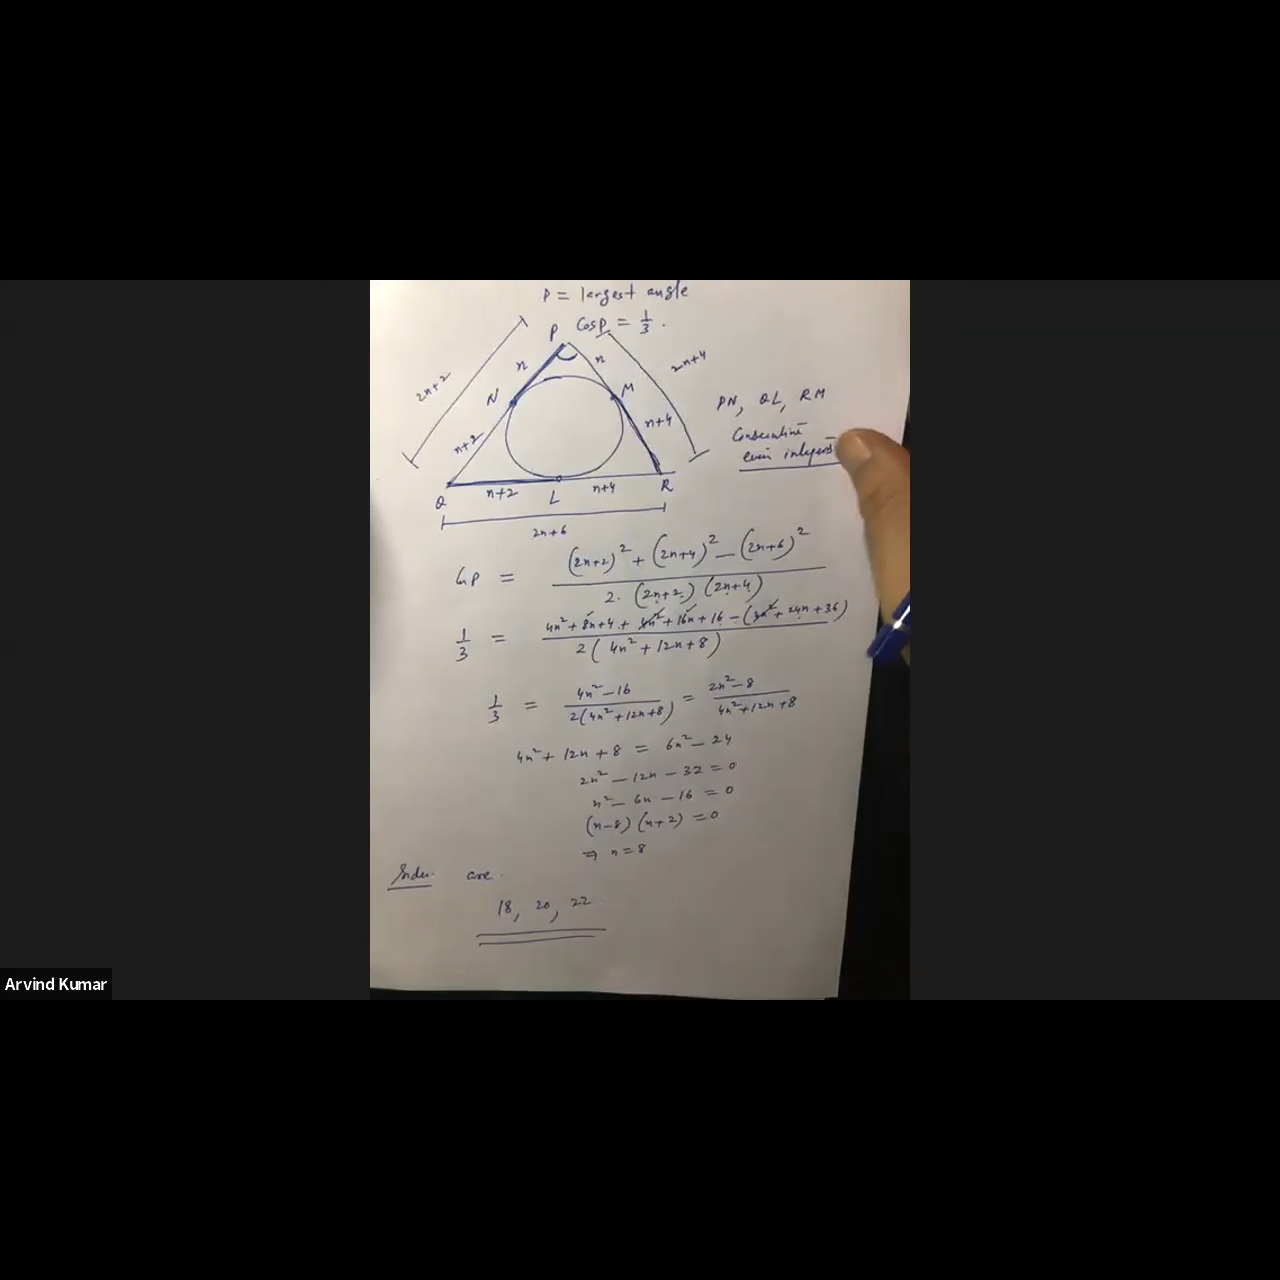 P = largest angle
Cos P = 1/3 .
P
n
n
2n+2
2n+4
N
M
n+2
n+4
PN, QL, RM
Consecutive
even integers
Q
n+2
L
n+4
R
2n+6
Cos P = (2n+2)² + (2n+4)² – (2n+6)² / 2. (2n+2) (2n+4)
1/3 = 4n² + 8n + 4 + 4n² + 16n + 16 – (4n² + 24n + 36) / 2( 4n² + 12n + 8 )
1/3 = 4n² – 16 / 2(4n² + 12n + 8) = 2n² – 8 / 4n² + 12n + 8
4n² + 12n + 8 = 6n² – 24
2n² – 12n – 32 = 0
n² – 6n – 16 = 0
(n–8) (n+2) = 0
⇒ n = 8
Sides are
18, 20, 22
Arvind Kumar